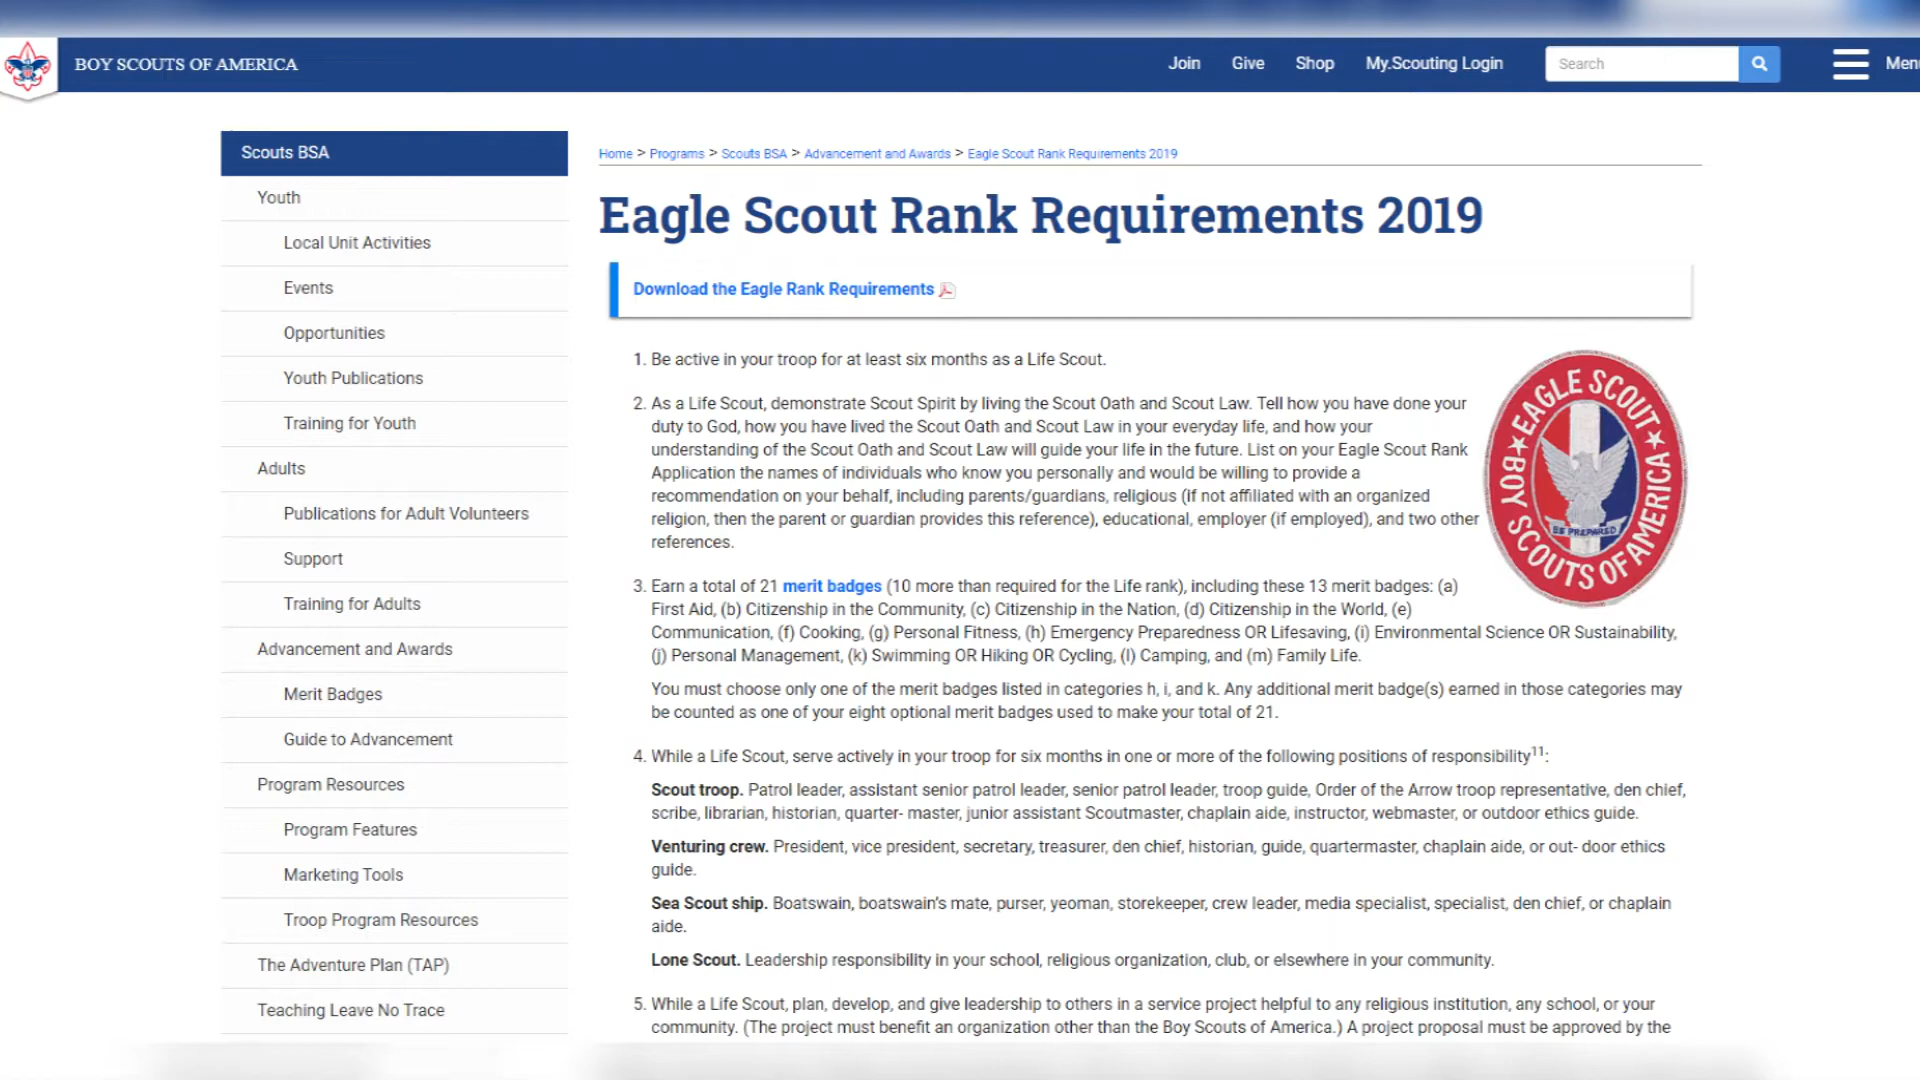 BOY SCOUTS OF AMERICA
Join Give Shop My.Scouting Login Search Men
Scouts BSA
Youth
Local Unit Activities
Events
Opportunities
Youth Publications
Training for Youth
Adults
Publications for Adult Volunteers
Support
Training for Adults
Advancement and Awards
Merit Badges
Guide to Advancement
Program Resources
Program Features
Marketing Tools
Troop Program Resources
The Adventure Plan (TAP)
Teaching Leave No Trace
Home > Programs > Scouts BSA > Advancement and Awards > Eagle Scout Rank Requirements 2019
Eagle Scout Rank Requirements 2019
Download the Eagle Rank Requirements
1. Be active in your troop for at least six months as a Life Scout.
2. As a Life Scout, demonstrate Scout Spirit by living the Scout Oath and Scout Law. Tell how you have done your
duty to God, how you have lived the Scout Oath and Scout Law in your everyday life, and how your
understanding of the Scout Oath and Scout Law will guide your life in the future. List on your Eagle Scout Rank
Application the names of individuals who know you personally and would be willing to provide a
recommendation on your behalf, including parents/guardians, religious (if not affiliated with an organized
religion, then the parent or guardian provides this reference), educational, employer (if employed), and two other
references.
EAGLE SCOUT
BE PREPARED
BOY SCOUTS OF AMERICA
3. Earn a total of 21 merit badges (10 more than required for the Life rank), including these 13 merit badges: (a)
First Aid, (b) Citizenship in the Community, (c) Citizenship in the Nation, (d) Citizenship in the World, (e)
Communication, (f) Cooking, (g) Personal Fitness, (h) Emergency Preparedness OR Lifesaving, (i) Environmental Science OR Sustainability,
(j) Personal Management, (k) Swimming OR Hiking OR Cycling, (l) Camping, and (m) Family Life.
You must choose only one of the merit badges listed in categories h, i, and k. Any additional merit badge(s) earned in those categories may
be counted as one of your eight optional merit badges used to make your total of 21.
4. While a Life Scout, serve actively in your troop for six months in one or more of the following positions of responsibility11:
Scout troop. Patrol leader, assistant senior patrol leader, senior patrol leader, troop guide, Order of the Arrow troop representative, den chief,
scribe, librarian, historian, quarter- master, junior assistant Scoutmaster, chaplain aide, instructor, webmaster, or outdoor ethics guide.
Venturing crew. President, vice president, secretary, treasurer, den chief, historian, guide, quartermaster, chaplain aide, or out- door ethics
guide.
Sea Scout ship. Boatswain, boatswain's mate, purser, yeoman, storekeeper, crew leader, media specialist, specialist, den chief, or chaplain
aide.
Lone Scout. Leadership responsibility in your school, religious organization, club, or elsewhere in your community.
5. While a Life Scout, plan, develop, and give leadership to others in a service project helpful to any religious institution, any school, or your
community. (The project must benefit an organization other than the Boy Scouts of America.) A project proposal must be approved by the